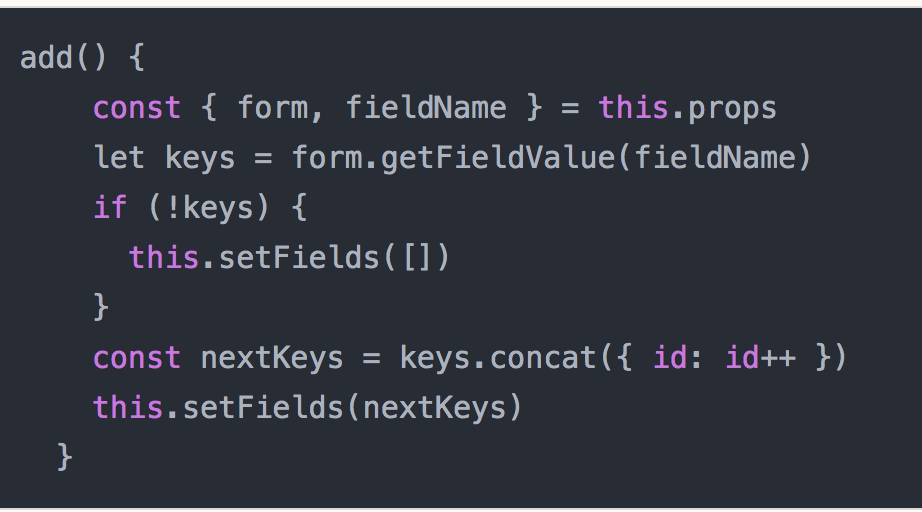 add() {
    const { form, fieldName } = this.props
    let keys = form.getFieldValue(fieldName)
    if (!keys) {
      this.setFields([])
    }
    const nextKeys = keys.concat({ id: id++ })
    this.setFields(nextKeys)
  }